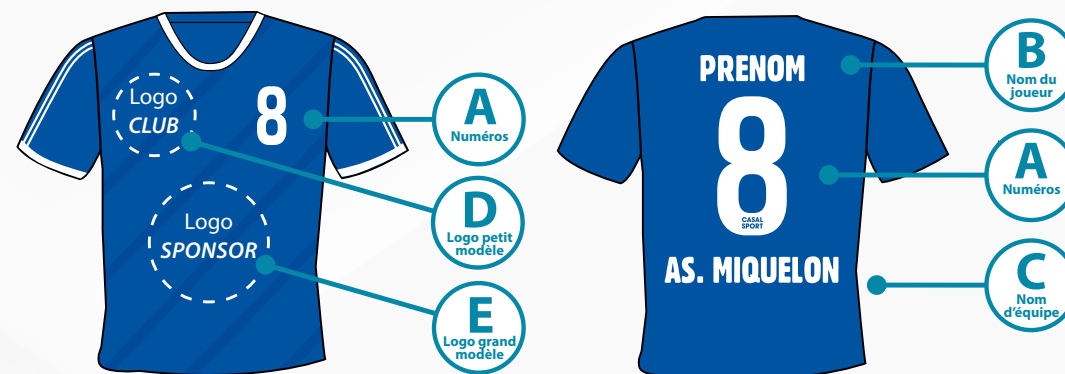 Logo
CLUB
8
A
Numéros
Logo
SPONSOR
D
Logo petit
modèle
E
Logo grand
modèle
PRENOM
8
CASAL
SPORT
AS. MIQUELON
B
Nom du
joueur
A
Numéros
C
Nom
d'équipe